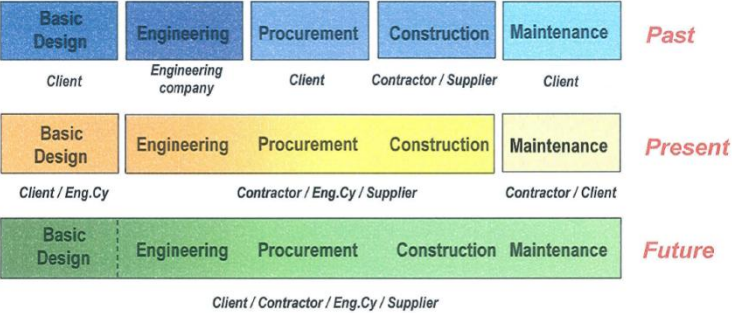 Basic Design Engineering Procurement Construction Maintenance Past
Client Engineering company Client Contractor / Supplier Client
Basic Design Engineering Procurement Construction Maintenance Present
Client / Eng.Cy Contractor / Eng.Cy / Supplier Contractor / Client
Basic Design Engineering Procurement Construction Maintenance Future
Client / Contractor / Eng.Cy / Supplier